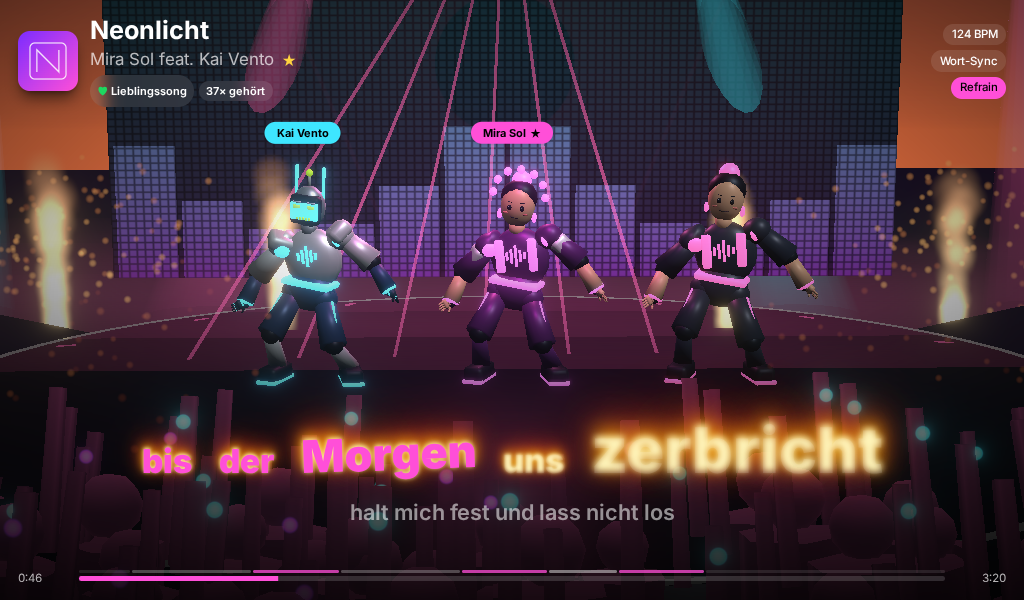 Neonlicht
Mira Sol feat. Kai Vento ★
Lieblingssong
37× gehört
124 BPM
Wort-Sync
Refrain
N
Kai Vento
Mira Sol ★
bis der Morgen uns zerbricht
halt mich fest und lass nicht los
0:46
3:20